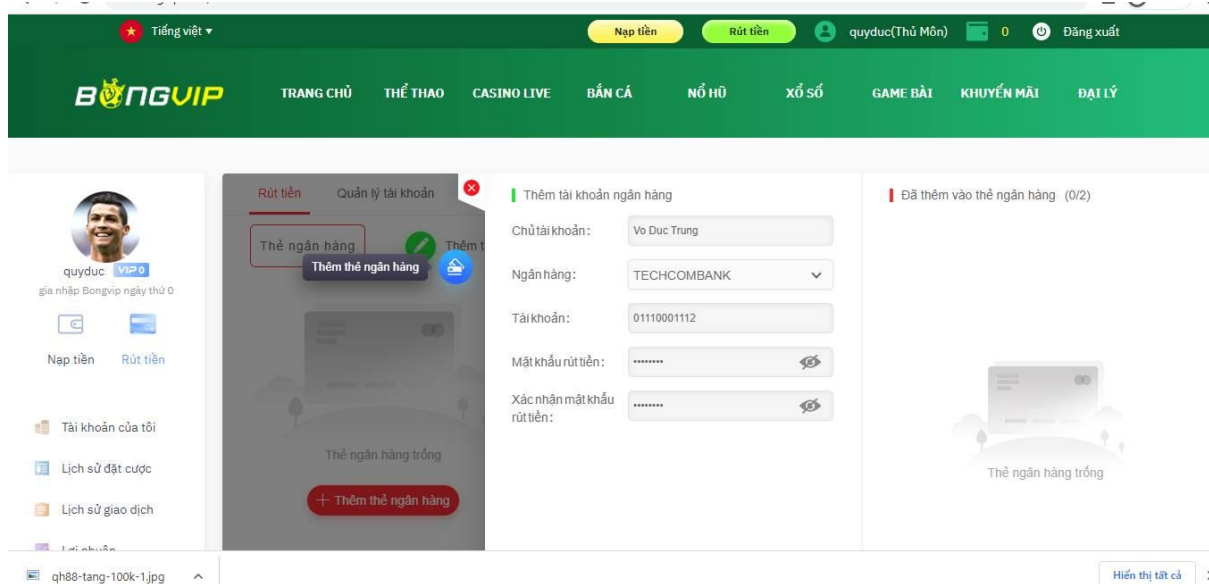 Tiếng việt
Nạp tiền
Rút tiền
quyduc(Thủ Môn)
0
Đăng xuất
BONGVIP
TRANG CHỦ
THỂ THAO
CASINO LIVE
BẮN CÁ
NỔ HŨ
XỔ SỐ
GAME BÀI
KHUYẾN MÃI
ĐẠI LÝ
quyduc VIP 0
gia nhập Bongvip ngày thứ 0
Nạp tiền
Rút tiền
Tài khoản của tôi
Lịch sử đặt cược
Lịch sử giao dịch
Lợi nhuận
Rút tiền
Quản lý tài khoản
Thẻ ngân hàng
Thêm t
Thêm thẻ ngân hàng
Thẻ ngân hàng trống
+ Thêm thẻ ngân hàng
Thêm tài khoản ngân hàng
Chủ tài khoản:
Vo Duc Trung
Ngân hàng:
TECHCOMBANK
Tài khoản:
01110001112
Mật khẩu rút tiền:
••••••••
Xác nhận mật khẩu
rút tiền:
••••••••
Đã thêm vào thẻ ngân hàng (0/2)
Thẻ ngân hàng trống
qh88-tang-100k-1.jpg
Hiển thị tất cả